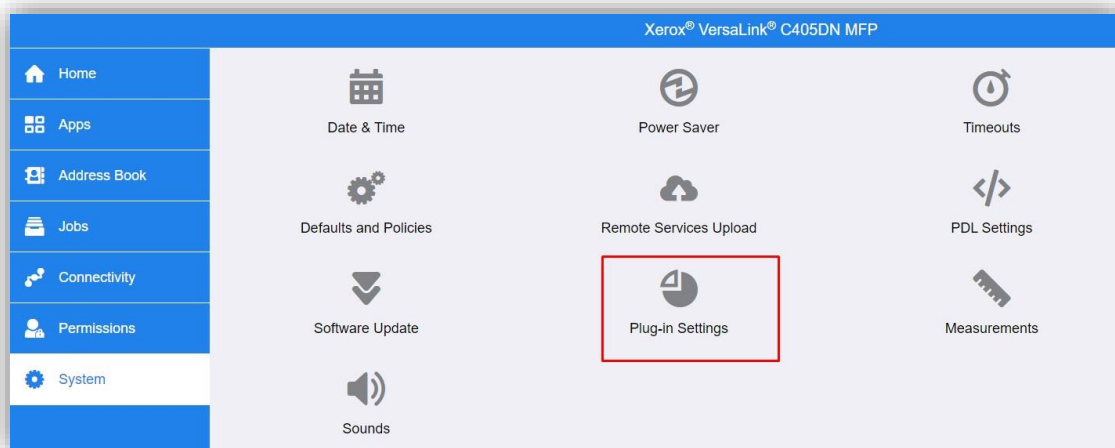 Xerox® VersaLink® C405DN MFP
Home
Apps
Address Book
Jobs
Connectivity
Permissions
System
Date & Time
Power Saver
Timeouts
Defaults and Policies
Remote Services Upload
PDL Settings
Software Update
Plug-in Settings
Measurements
Sounds